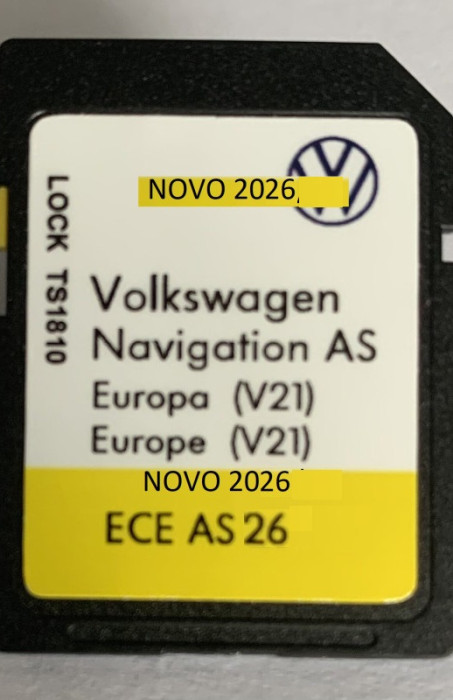 NOVO 2026,
LOCK TS1810
Volkswagen
Navigation AS
Europa (V21)
Europe (V21)
NOVO 2026
ECE AS 26